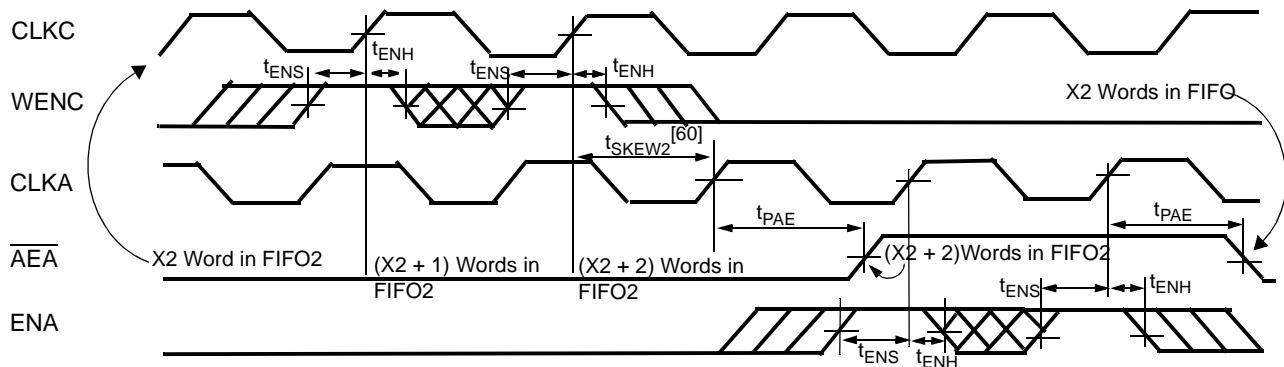 CLKC
tENH
tENS
tENS
tENH
WENC
X2 Words in FIFO
[60]
tSKEW2
CLKA
tPAE
tPAE
AEA
X2 Word in FIFO2
(X2 + 1) Words in
FIFO2
(X2 + 2) Words in
FIFO2
(X2 + 2)Words in FIFO2
tENS
tENH
ENA
tENS
tENH